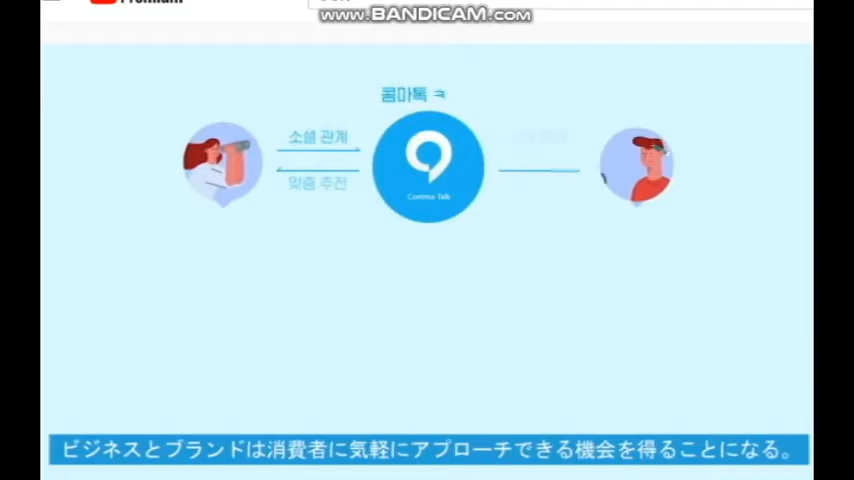 www.BANDICAM.com
콤마톡 ㅋ
소셜 관계
맞춤 추천
Comma Talk
ビジネスとブランドは消費者に気軽にアプローチできる機会を得ることになる。